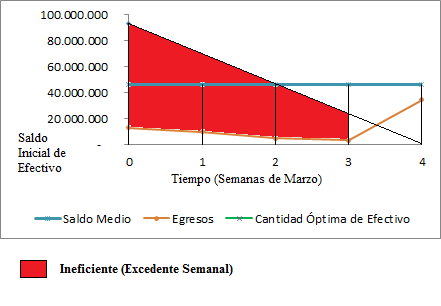 100.000.000
80.000.000
60.000.000
40.000.000
20.000.000
-
Saldo
Inicial de
Efectivo
0 1 2 3 4
Tiempo (Semanas de Marzo)
Saldo Medio Egresos Cantidad Óptima de Efectivo
Ineficiente (Excedente Semanal)